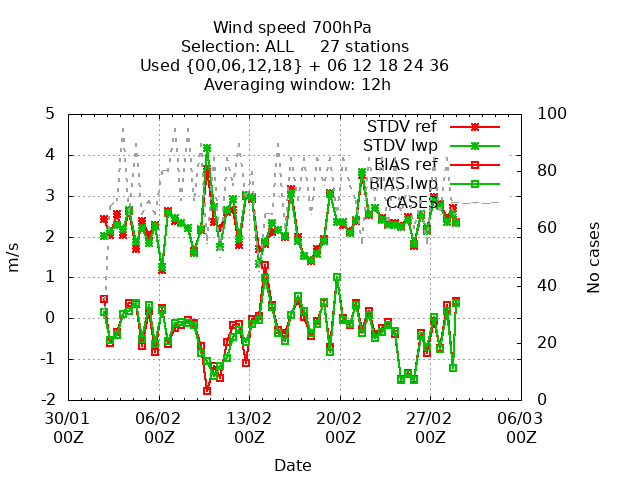 Wind speed 700hPa
Selection: ALL 27 stations
Used {00,06,12,18} + 06 12 18 24 36
Averaging window: 12h
5 100
STDV ref
STDV lwp
4 80
BIAS ref
BIAS lwp
3
CASES
2 60
m/s
No cases
1 40
0
20
-1
-2 0
30/01 06/02 13/02 20/02 27/02 06/03
00Z 00Z 00Z 00Z 00Z 00Z
Date